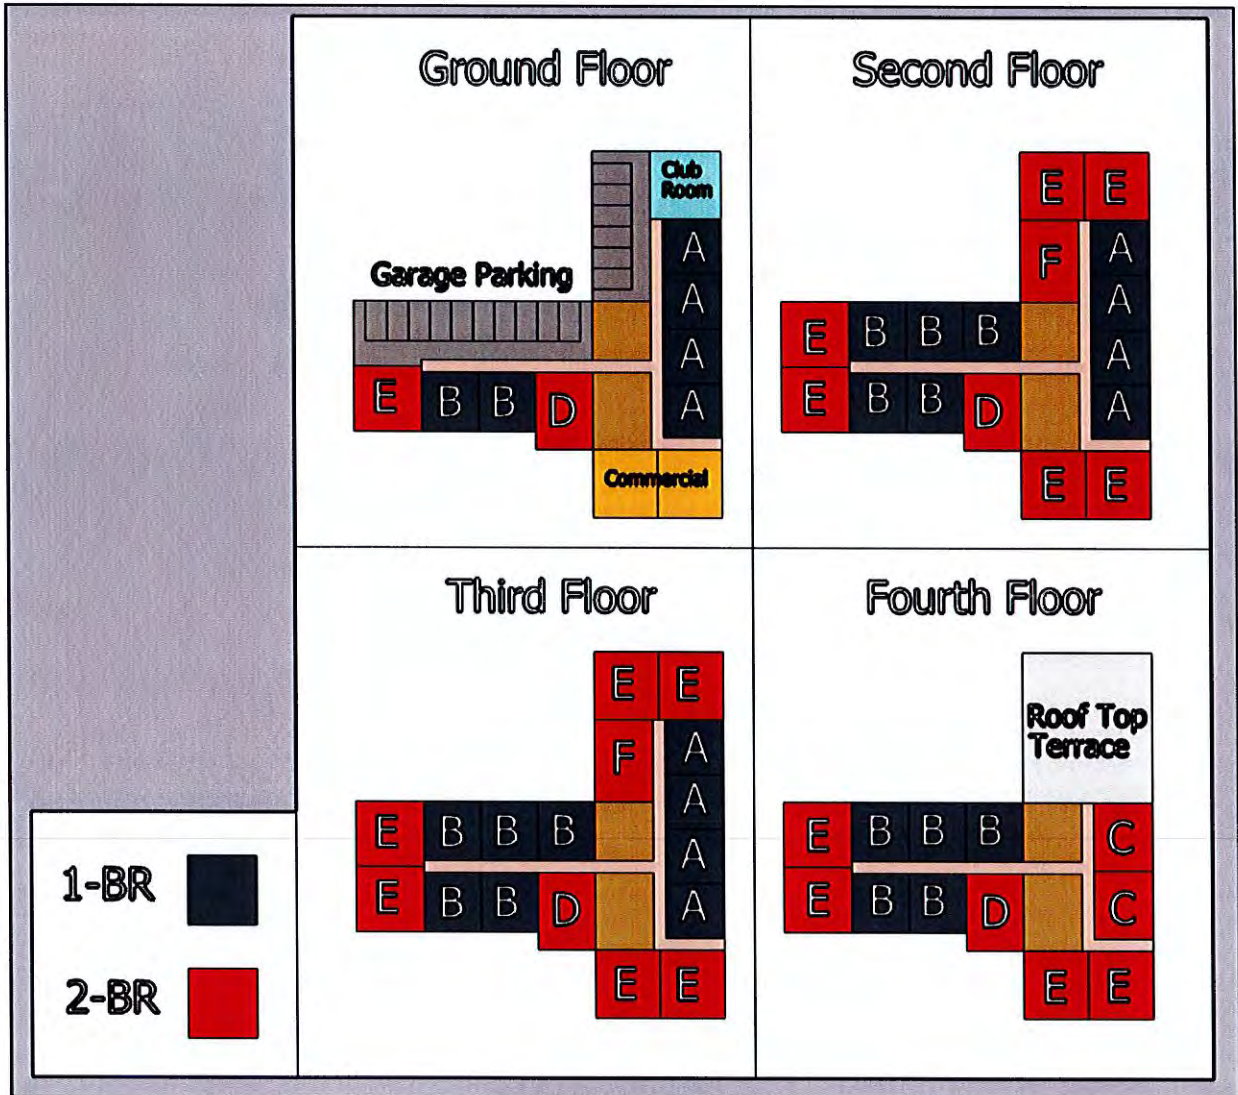 Ground Floor
Club
Room
A
Garage Parking
A
A
E B B D A
Commercial
Second Floor
E E
F A
A
E B B B A
E B B D A
E E
Third Floor
E E
F A
A
E B B B A
E B B D A
E E
Fourth Floor
Roof Top
Terrace
E B B B C
E B B D C
E E
1-BR
2-BR